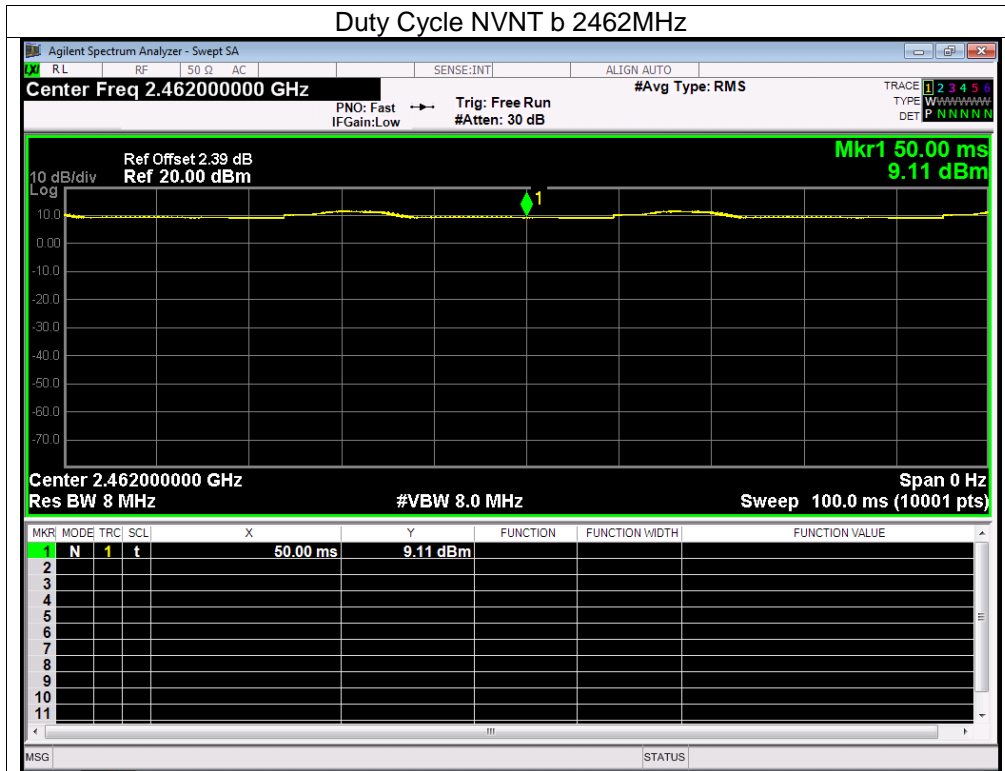 Duty Cycle NVNT b 2462MHz
Agilent Spectrum Analyzer - Swept SA
LXI RL RF 50 Ω AC SENSE:INT ALIGN AUTO
Center Freq 2.462000000 GHz #Avg Type: RMS TRACE 1 2 3 4 5 6
PNO: Fast Trig: Free Run TYPE WWWWWW
IFGain:Low #Atten: 30 dB DET P N N N N N
Mkr1 50.00 ms
Ref Offset 2.39 dB
10 dB/div Ref 20.00 dBm 9.11 dBm
Log
1
10.0
0.00
-10.0
-20.0
-30.0
-40.0
-50.0
-60.0
-70.0
Center 2.462000000 GHz Span 0 Hz
Res BW 8 MHz #VBW 8.0 MHz Sweep 100.0 ms (10001 pts)
MKR MODE TRC SCL X Y FUNCTION FUNCTION WIDTH FUNCTION VALUE
1 N 1 t 50.00 ms 9.11 dBm
2
3
4
5
6
7
8
9
10
11
MSG STATUS